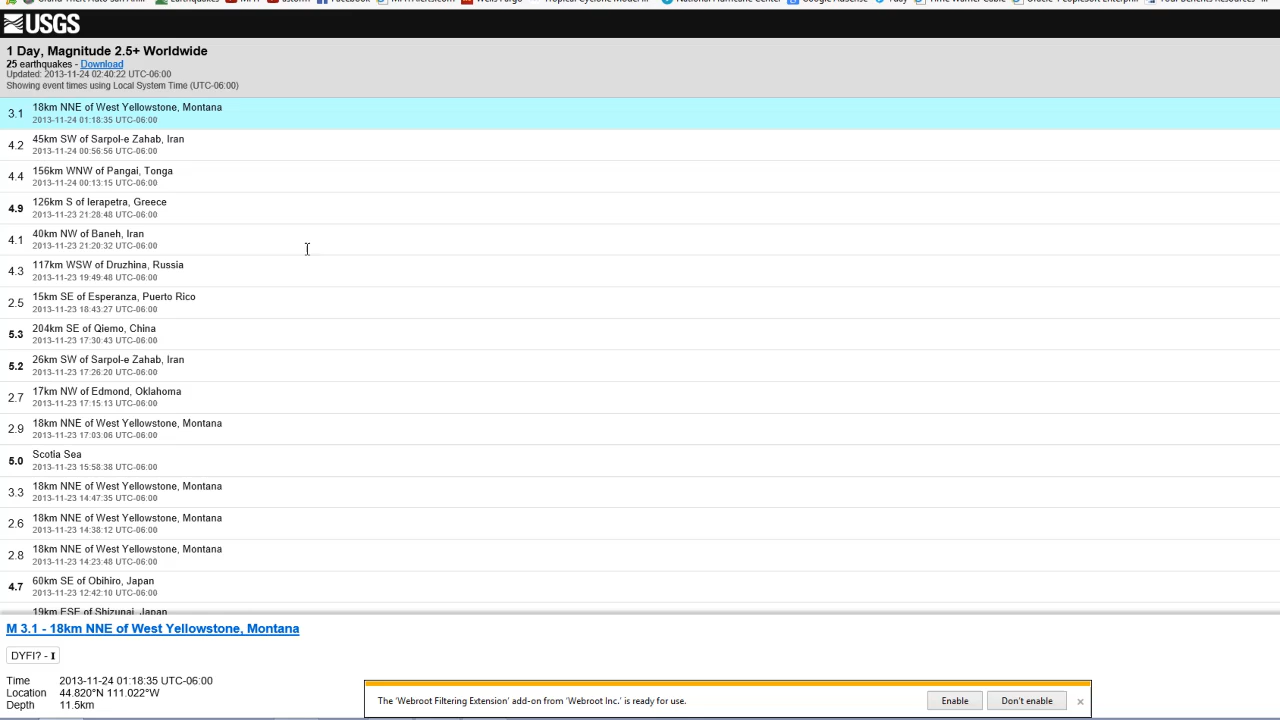 USGS
1 Day, Magnitude 2.5+ Worldwide
25 earthquakes - Download
Updated: 2013-11-24 02:40:22 UTC-06:00
Showing event times using Local System Time (UTC-06:00)
3.1
18km NNE of West Yellowstone, Montana
2013-11-24 01:18:35 UTC-06:00
4.2
45km SW of Sarpol-e Zahab, Iran
2013-11-24 00:56:56 UTC-06:00
4.4
156km WNW of Pangai, Tonga
2013-11-24 00:13:15 UTC-06:00
4.9
126km S of Ierapetra, Greece
2013-11-23 21:28:48 UTC-06:00
4.1
40km NW of Baneh, Iran
2013-11-23 21:20:32 UTC-06:00
4.3
117km WSW of Druzhina, Russia
2013-11-23 19:49:48 UTC-06:00
2.5
15km SE of Esperanza, Puerto Rico
2013-11-23 18:43:27 UTC-06:00
5.3
204km SE of Qiemo, China
2013-11-23 17:30:43 UTC-06:00
5.2
26km SW of Sarpol-e Zahab, Iran
2013-11-23 17:26:20 UTC-06:00
2.7
17km NW of Edmond, Oklahoma
2013-11-23 17:15:13 UTC-06:00
2.9
18km NNE of West Yellowstone, Montana
2013-11-23 17:03:06 UTC-06:00
5.0
Scotia Sea
2013-11-23 15:58:38 UTC-06:00
3.3
18km NNE of West Yellowstone, Montana
2013-11-23 14:47:35 UTC-06:00
2.6
18km NNE of West Yellowstone, Montana
2013-11-23 14:38:12 UTC-06:00
2.8
18km NNE of West Yellowstone, Montana
2013-11-23 14:23:48 UTC-06:00
4.7
60km SE of Obihiro, Japan
2013-11-23 12:42:10 UTC-06:00
19km ESE of Shizunai, Japan
M 3.1 - 18km NNE of West Yellowstone, Montana
DYFI? - I
Time 2013-11-24 01:18:35 UTC-06:00
Location 44.820°N 111.022°W
Depth 11.5km
The 'Webroot Filtering Extension' add-on from 'Webroot Inc.' is ready for use.
Enable
Don't enable